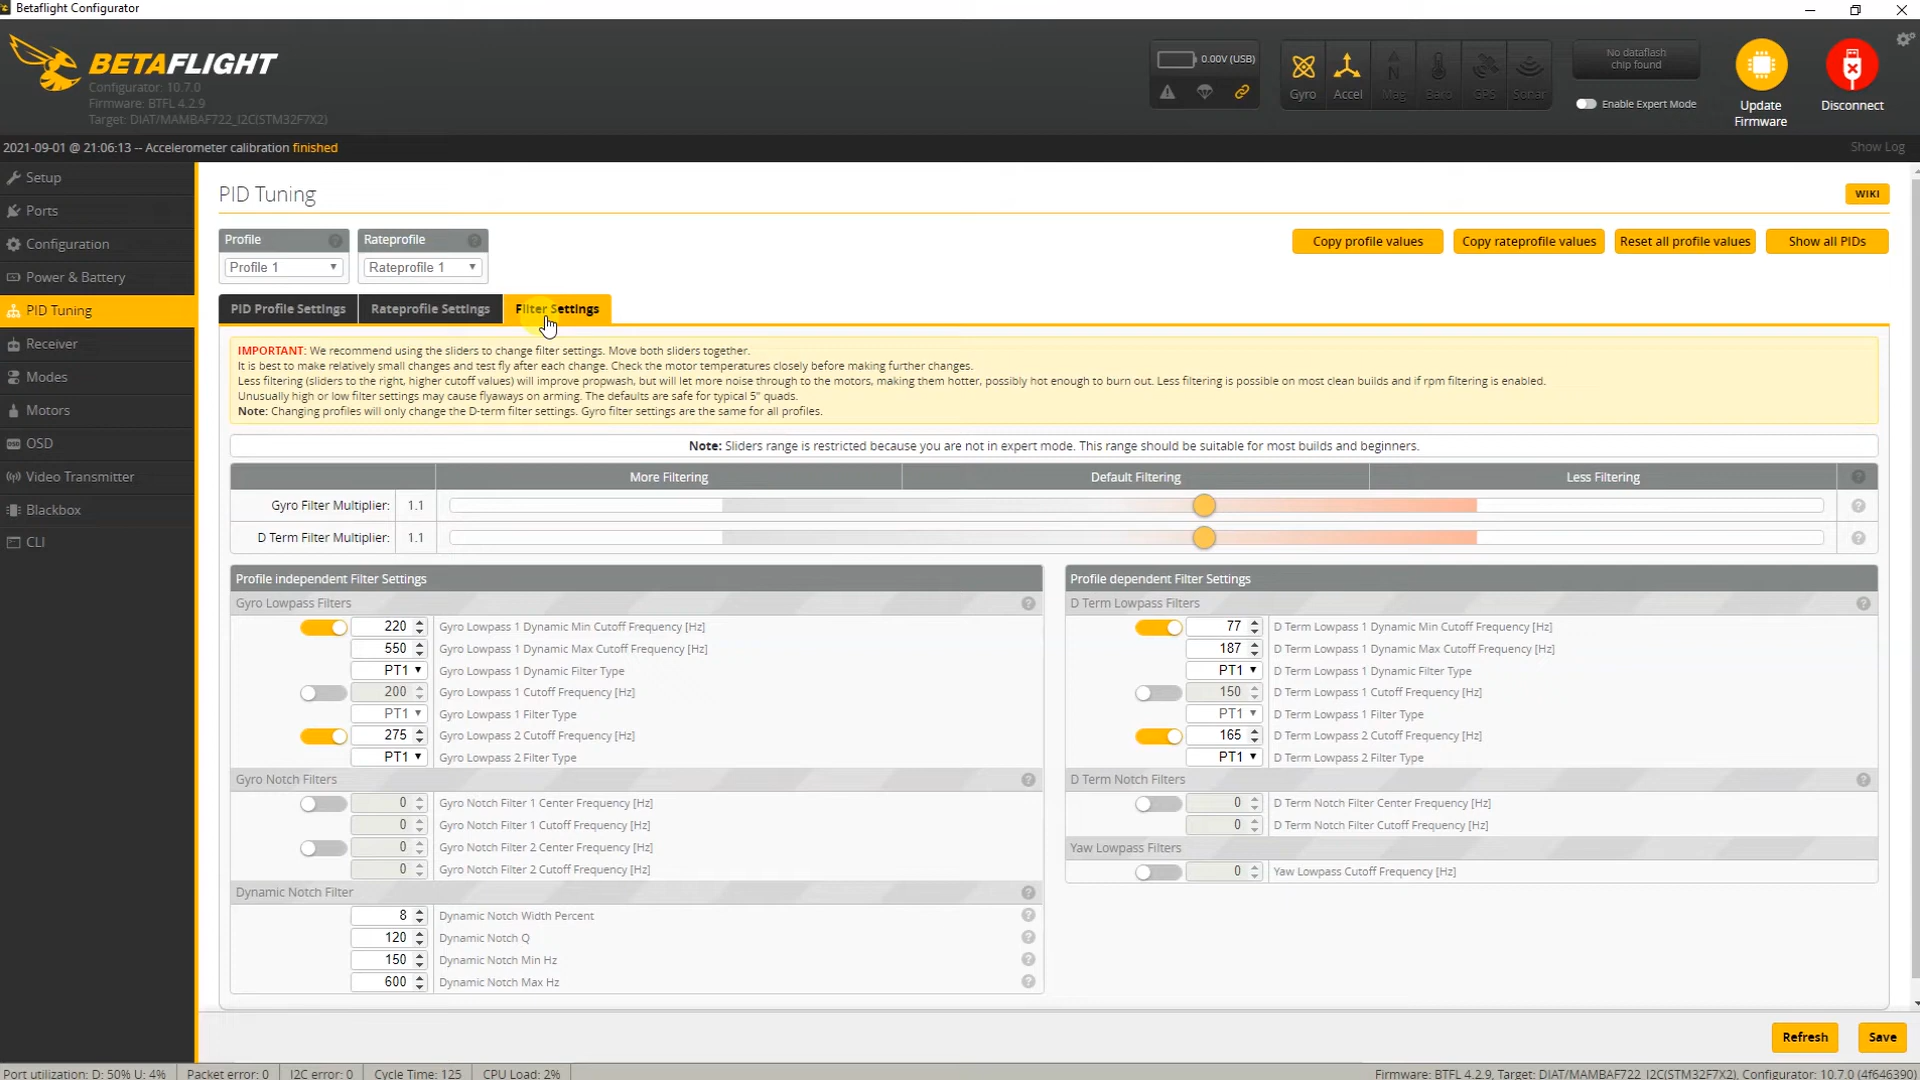 Betaflight Configurator
BETAFLIGHT
Configurator: 10.7.0
Firmware: BTFL 4.2.9
Target: DIAT/MAMBAF722_I2C(STM32F7X2)
0.00V (USB)
Gyro
Accel
Mag
Baro
GPS
Sonar
No dataflash
chip found
Enable Expert Mode
Update
Firmware
Disconnect
2021-09-01 @ 21:06:13 -- Accelerometer calibration finished
Show Log
Setup
Ports
Configuration
Power & Battery
PID Tuning
Receiver
Modes
Motors
OSD
Video Transmitter
Blackbox
CLI
PID Tuning
WIKI
Profile
Profile 1
Rateprofile
Rateprofile 1
Copy profile values
Copy rateprofile values
Reset all profile values
Show all PIDs
PID Profile Settings
Rateprofile Settings
Filter Settings
IMPORTANT: We recommend using the sliders to change filter settings. Move both sliders together.
It is best to make relatively small changes and test fly after each change. Check the motor temperatures closely before making further changes.
Less filtering (sliders to the right, higher cutoff values) will improve propwash, but will let more noise through to the motors, making them hotter, possibly hot enough to burn out. Less filtering is possible on most clean builds and if rpm filtering is enabled.
Unusually high or low filter settings may cause flyaways on arming. The defaults are safe for typical 5" quads.
Note: Changing profiles will only change the D-term filter settings. Gyro filter settings are the same for all profiles.
Note: Sliders range is restricted because you are not in expert mode. This range should be suitable for most builds and beginners.
More Filtering
Default Filtering
Less Filtering
Gyro Filter Multiplier: 1.1
D Term Filter Multiplier: 1.1
Profile independent Filter Settings
Gyro Lowpass Filters
220 Gyro Lowpass 1 Dynamic Min Cutoff Frequency [Hz]
550 Gyro Lowpass 1 Dynamic Max Cutoff Frequency [Hz]
PT1 Gyro Lowpass 1 Dynamic Filter Type
200 Gyro Lowpass 1 Cutoff Frequency [Hz]
PT1 Gyro Lowpass 1 Filter Type
275 Gyro Lowpass 2 Cutoff Frequency [Hz]
PT1 Gyro Lowpass 2 Filter Type
Gyro Notch Filters
0 Gyro Notch Filter 1 Center Frequency [Hz]
0 Gyro Notch Filter 1 Cutoff Frequency [Hz]
0 Gyro Notch Filter 2 Center Frequency [Hz]
0 Gyro Notch Filter 2 Cutoff Frequency [Hz]
Dynamic Notch Filter
8 Dynamic Notch Width Percent
120 Dynamic Notch Q
150 Dynamic Notch Min Hz
600 Dynamic Notch Max Hz
Profile dependent Filter Settings
D Term Lowpass Filters
77 D Term Lowpass 1 Dynamic Min Cutoff Frequency [Hz]
187 D Term Lowpass 1 Dynamic Max Cutoff Frequency [Hz]
PT1 D Term Lowpass 1 Dynamic Filter Type
150 D Term Lowpass 1 Cutoff Frequency [Hz]
PT1 D Term Lowpass 1 Filter Type
165 D Term Lowpass 2 Cutoff Frequency [Hz]
PT1 D Term Lowpass 2 Filter Type
D Term Notch Filters
0 D Term Notch Filter Center Frequency [Hz]
0 D Term Notch Filter Cutoff Frequency [Hz]
Yaw Lowpass Filters
0 Yaw Lowpass Cutoff Frequency [Hz]
Refresh
Save
Port utilization: D: 50% U: 4%
Packet error: 0
I2C error: 0
Cycle Time: 125
CPU Load: 2%
Firmware: BTFL 4.2.9, Target: DIAT/MAMBAF722_I2C(STM32F7X2), Configurator: 10.7.0 (4f646390)